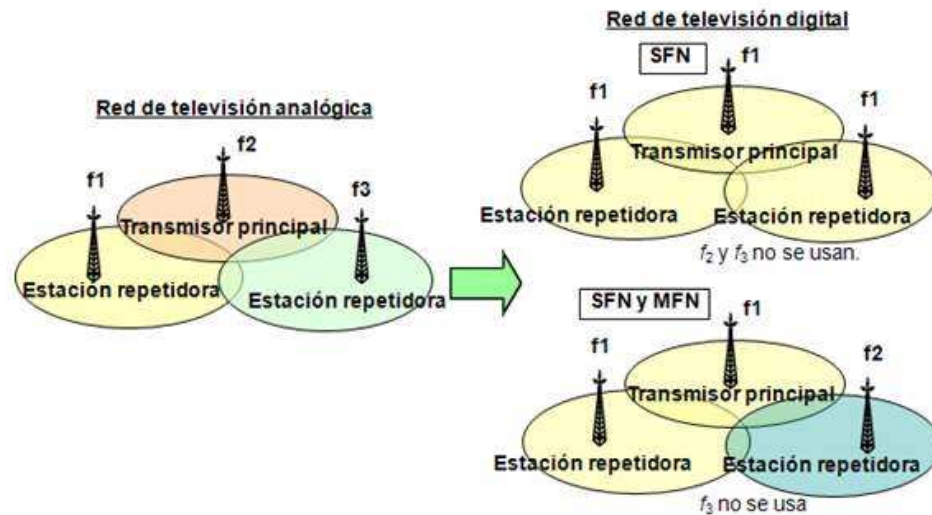 Red de televisión analógica
f2
f1
f3
Transmisor principal
Estación repetidora
Estación repetidora
Red de televisión digital
SFN
f1
f1
f1
Transmisor principal
Estación repetidora
Estación repetidora
f2 y f3 no se usan.
SFN y MFN
f1
f1
f2
Transmisor principal
Estación repetidora
Estación repetidora
f3 no se usa